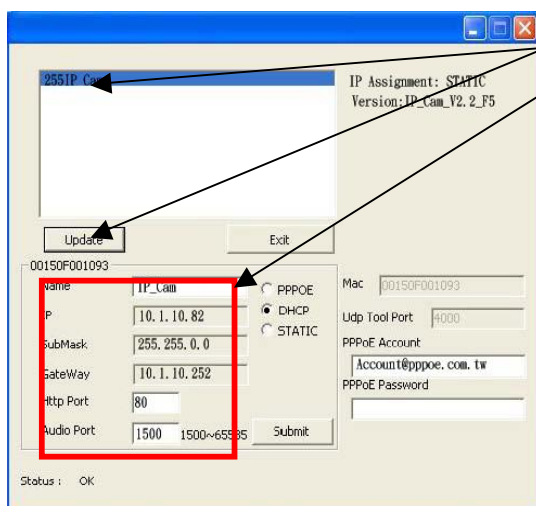 255IP Cam
IP Assignment: STATIC
Version:IP_Cam_V2.2_F5
Update
Exit
00150F001093
Name
IP_Cam
PPPOE
DHCP
STATIC
IP
10.1.10.82
SubMask
255.255.0.0
GateWay
10.1.10.252
Http Port
80
Audio Port
1500
1500~65535
Submit
Mac
00150F001093
Udp Tool Port
4000
PPPoE Account
Account@pppoe.com.tw
PPPoE Password
Status :
OK